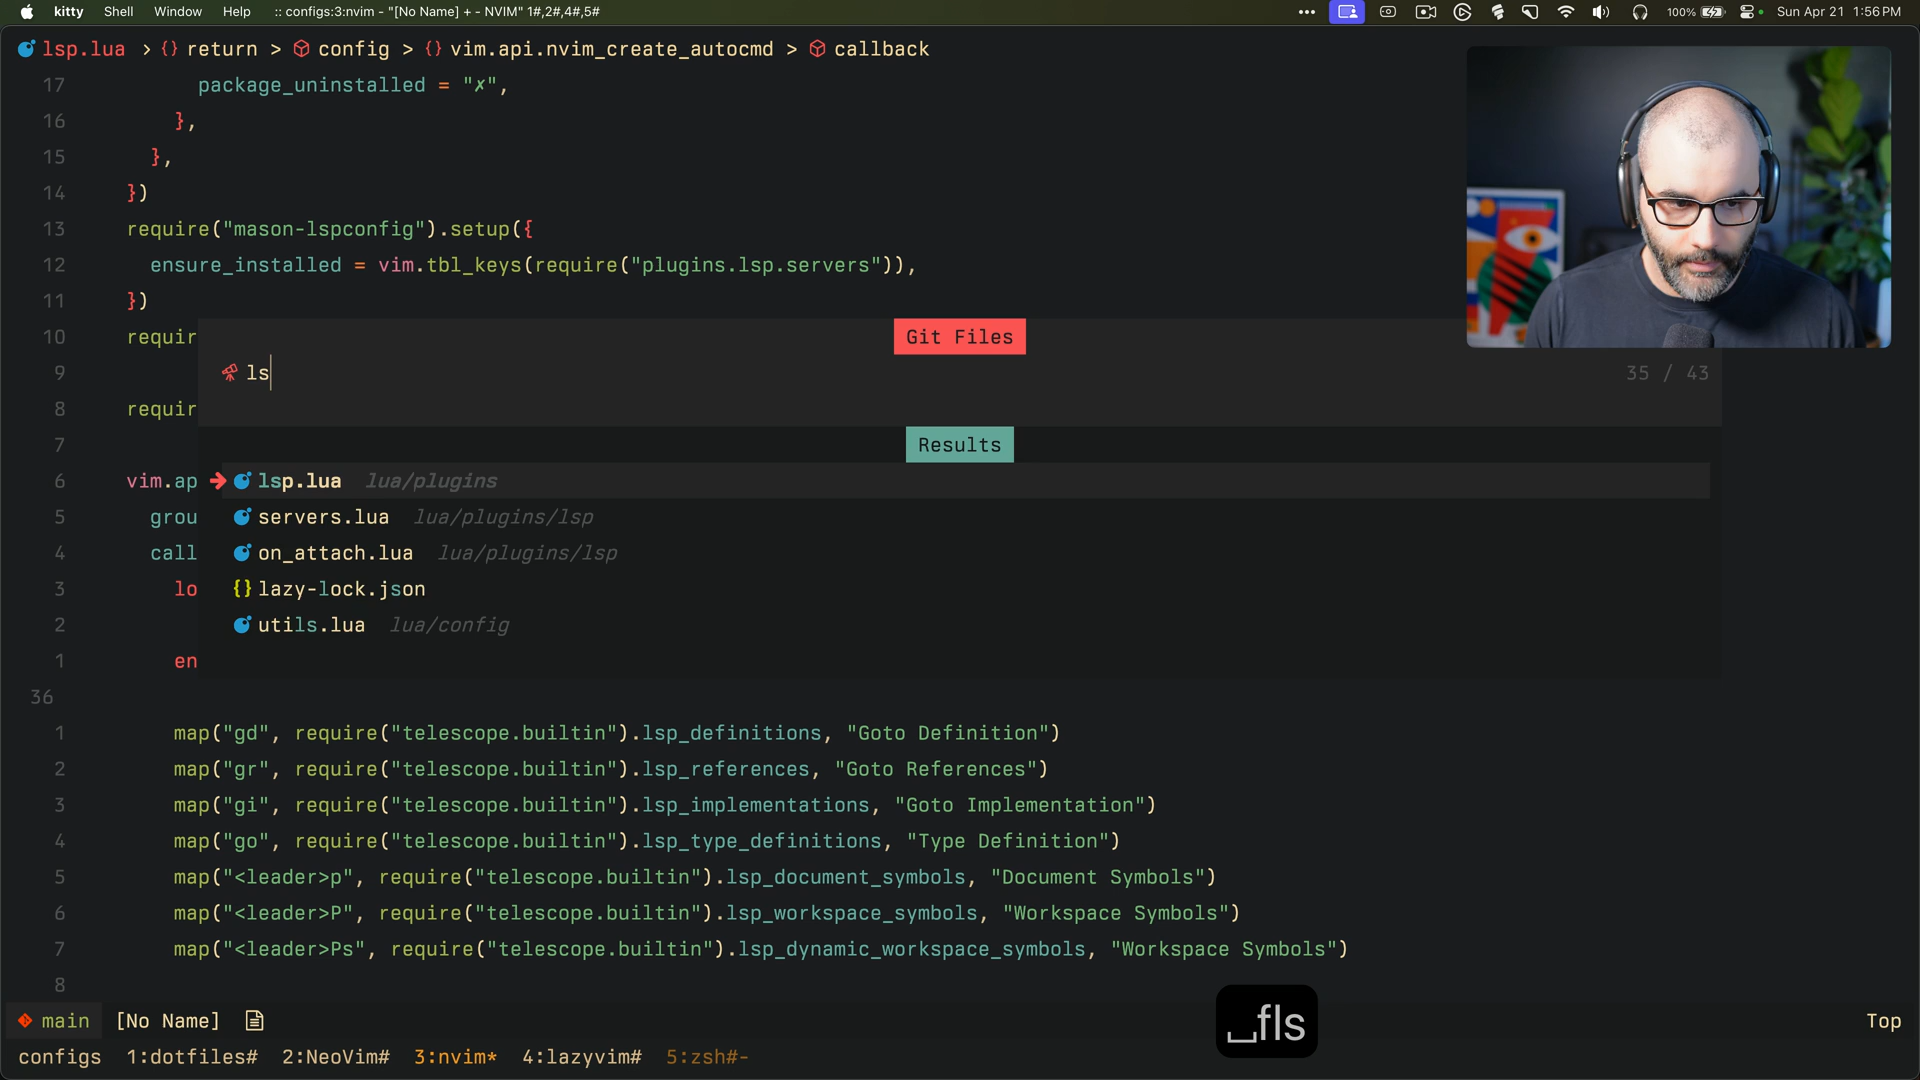 kitty Shell Window Help :: configs:3:nvim - "[No Name] + - NVIM" 1#,2#,4#,5# 100% Sun Apr 21 1:56 PM
lsp.lua > {} return > config > {} vim.api.nvim_create_autocmd > callback
17 package_uninstalled = "✗",
16 },
15 },
14 })
13 require("mason-lspconfig").setup({
12 ensure_installed = vim.tbl_keys(require("plugins.lsp.servers")),
11 })
10 requir Git Files
9 ls 35 / 43
8 requir
7 Results
6 vim.ap lsp.lua lua/plugins
5 grou servers.lua lua/plugins/lsp
4 call on_attach.lua lua/plugins/lsp
3 lo {} lazy-lock.json
2 utils.lua lua/config
1 en
36
1 map("gd", require("telescope.builtin").lsp_definitions, "Goto Definition")
2 map("gr", require("telescope.builtin").lsp_references, "Goto References")
3 map("gi", require("telescope.builtin").lsp_implementations, "Goto Implementation")
4 map("go", require("telescope.builtin").lsp_type_definitions, "Type Definition")
5 map("<leader>p", require("telescope.builtin").lsp_document_symbols, "Document Symbols")
6 map("<leader>P", require("telescope.builtin").lsp_workspace_symbols, "Workspace Symbols")
7 map("<leader>Ps", require("telescope.builtin").lsp_dynamic_workspace_symbols, "Workspace Symbols")
8
␣fls
main [No Name] Top
configs 1:dotfiles# 2:NeoVim# 3:nvim* 4:lazyvim# 5:zsh#-